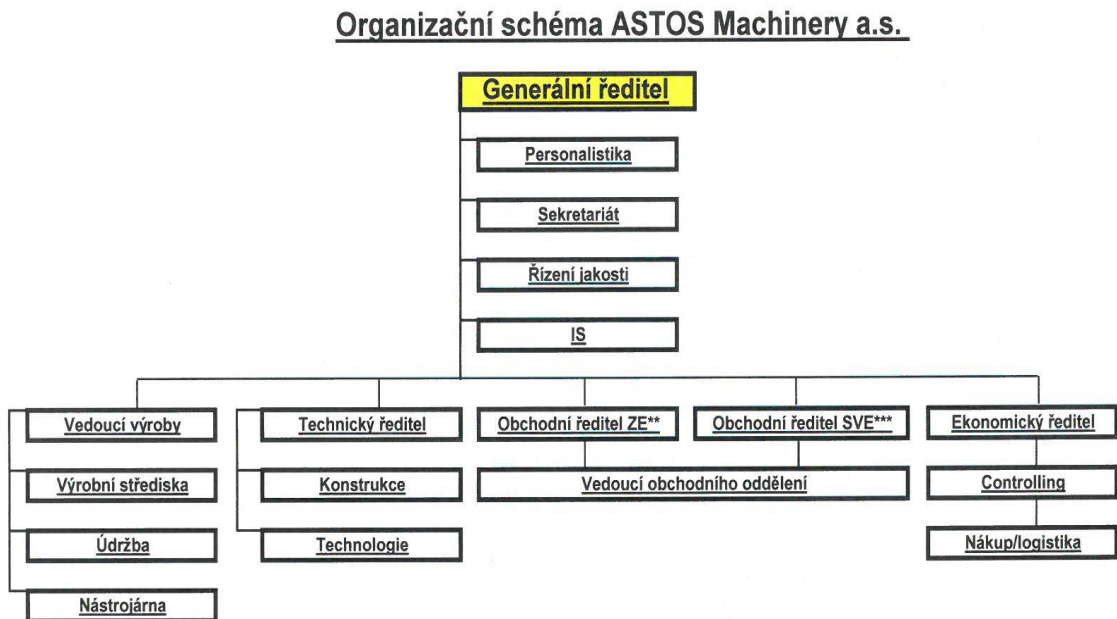 Organizační schéma ASTOS Machinery a.s.
Generální ředitel
Personalistika
Sekretariát
Řízení jakosti
IS
Vedoucí výroby
Technický ředitel
Obchodní ředitel ZE**
Obchodní ředitel SVE***
Ekonomický ředitel
Výrobní střediska
Konstrukce
Vedoucí obchodního oddělení
Controlling
Údržba
Technologie
Nákup/logistika
Nástrojárna